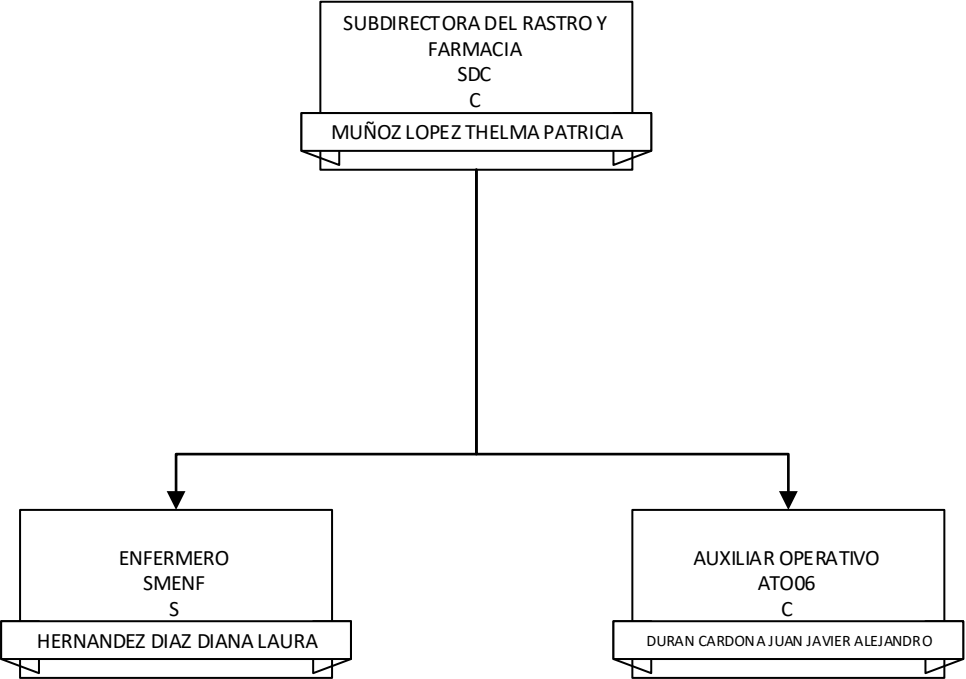 SUBDIRECTORA DEL RASTRO Y
FARMACIA
SDC
C
MUÑOZ LOPEZ THELMA PATRICIA
ENFERMERO
SMENF
S
HERNANDEZ DIAZ DIANA LAURA
AUXILIAR OPERATIVO
ATO06
C
DURAN CARDONA JUAN JAVIER ALEJANDRO